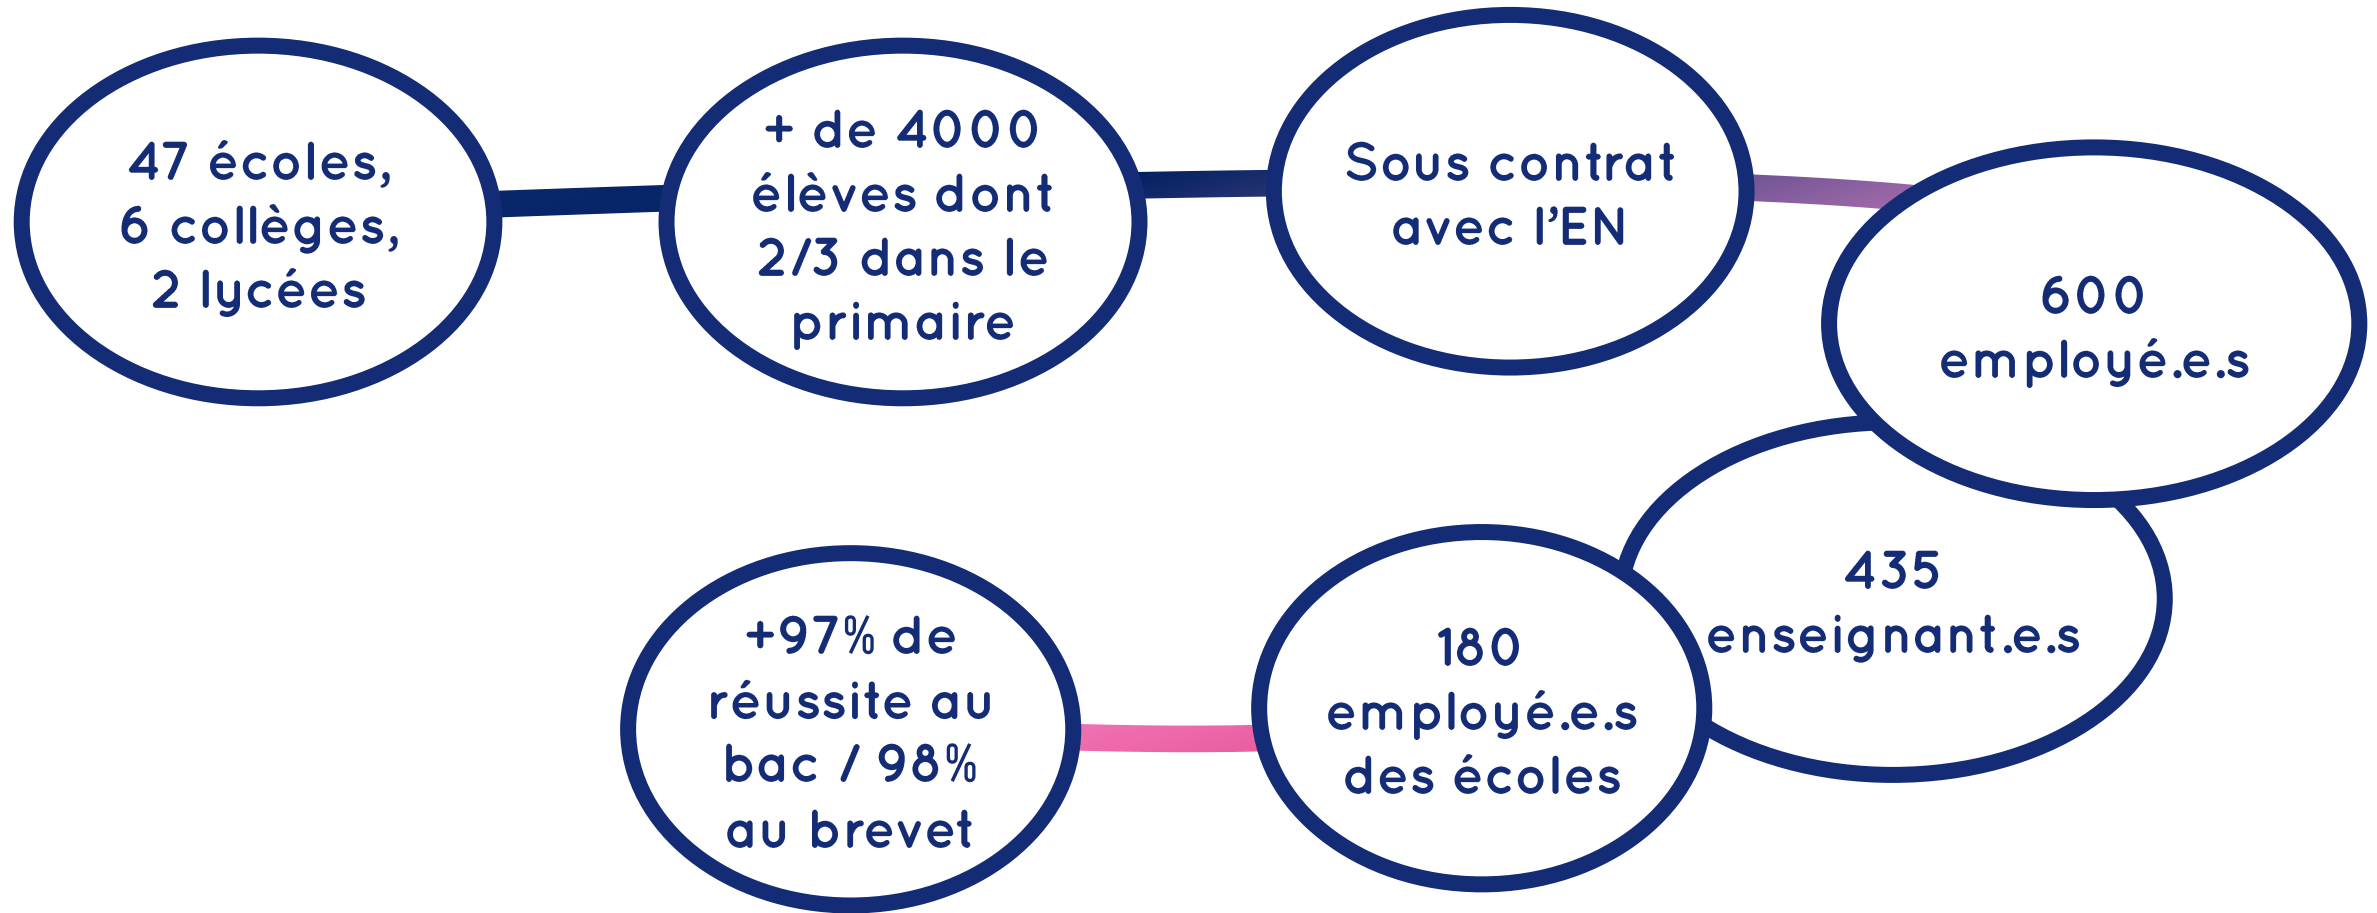 47 écoles,
6 collèges,
2 lycées
+ de 4000
élèves dont
2/3 dans le
primaire
Sous contrat
avec l'EN
600
employé.e.s
435
enseignant.e.s
180
employé.e.s
des écoles
+97% de
réussite au
bac / 98%
au brevet